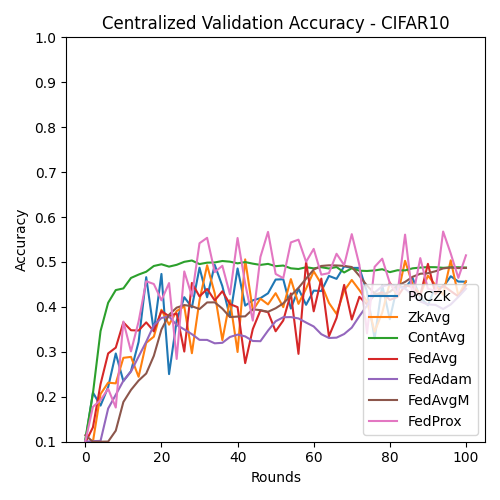 Centralized Validation Accuracy - CIFAR10
1.0
0.9
0.8
0.7
0.6
0.5
0.4
0.3
0.2
0.1
Accuracy
PoCZk
ZkAvg
ContAvg
FedAvg
FedAdam
FedAvgM
FedProx
0 20 40 60 80 100
Rounds